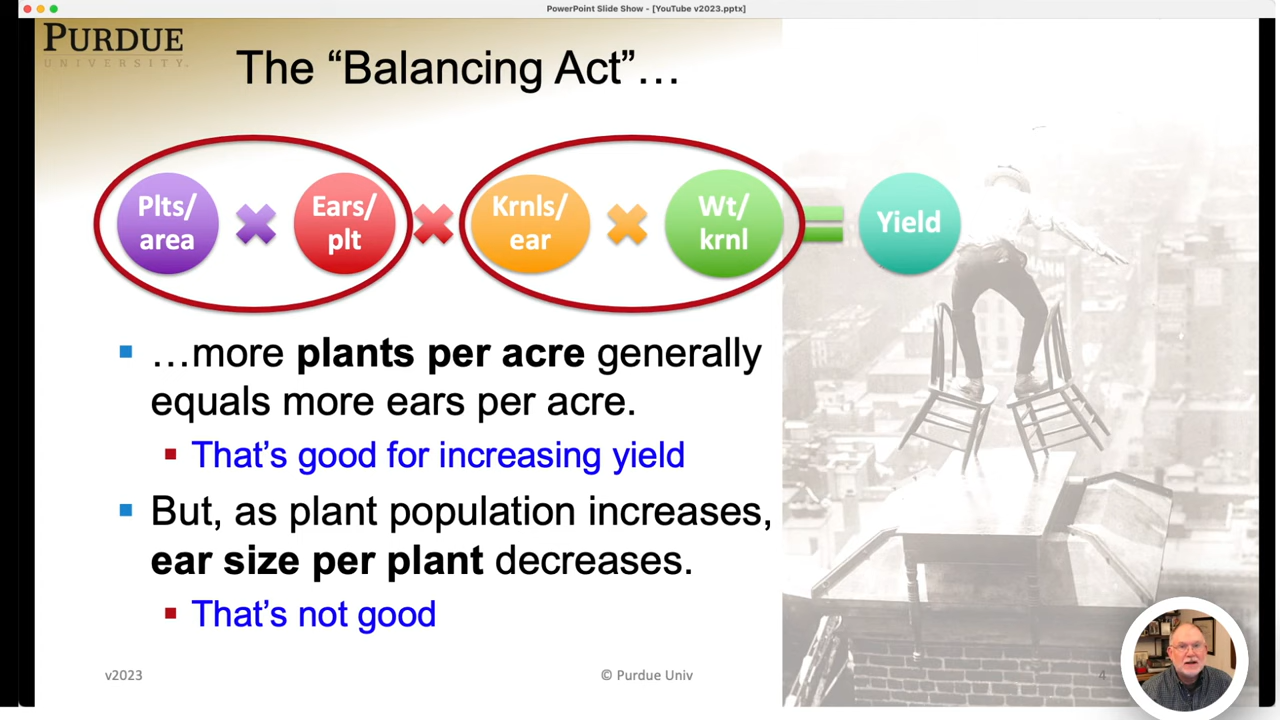 PowerPoint Slide Show - [YouTube v2023.pptx]
PURDUE
UNIVERSITY.
The “Balancing Act”…
Plts/
area
Ears/
plt
Krnls/
ear
Wt/
krnl
Yield
…more plants per acre generally
equals more ears per acre.
That’s good for increasing yield
But, as plant population increases,
ear size per plant decreases.
That’s not good
v2023
© Purdue Univ
4